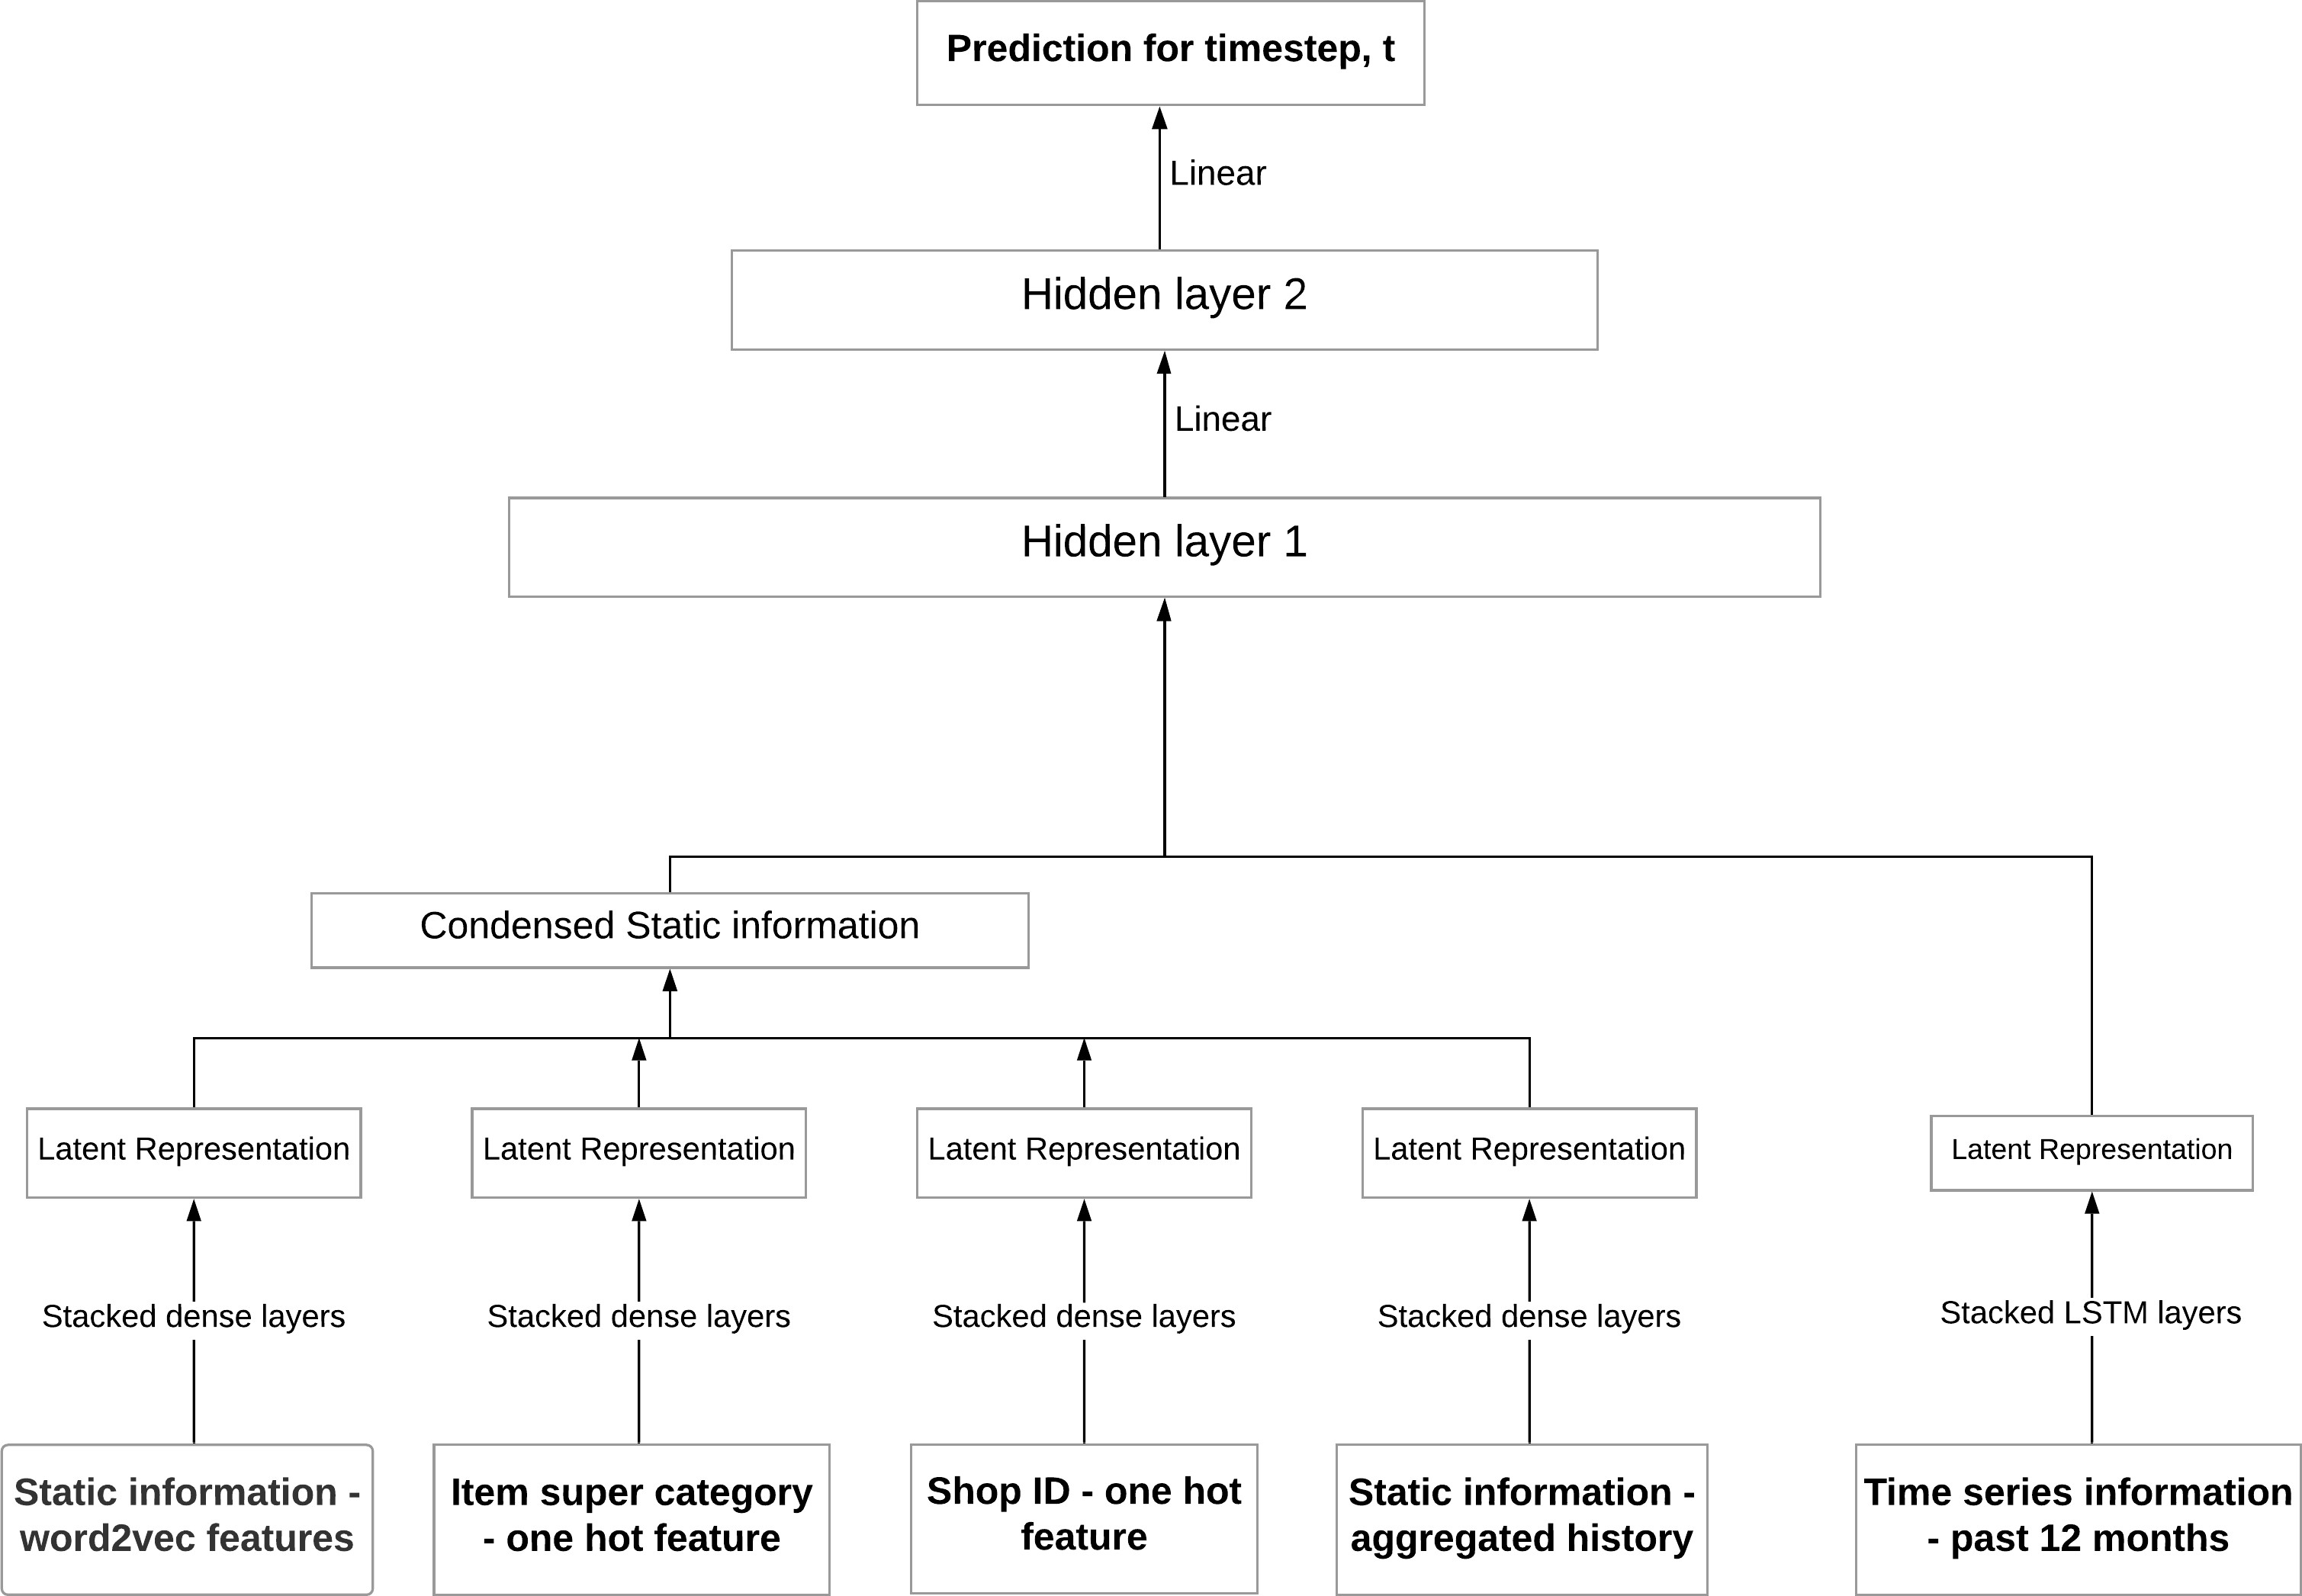 Prediction for timestep, t
Linear
Hidden layer 2
Linear
Hidden layer 1
Condensed Static information
Latent Representation
Latent Representation
Latent Representation
Latent Representation
Latent Representation
Stacked dense layers
Stacked dense layers
Stacked dense layers
Stacked dense layers
Stacked LSTM layers
Static information -
word2vec features
Item super category
- one hot feature
Shop ID - one hot
feature
Static information -
aggregated history
Time series information
- past 12 months